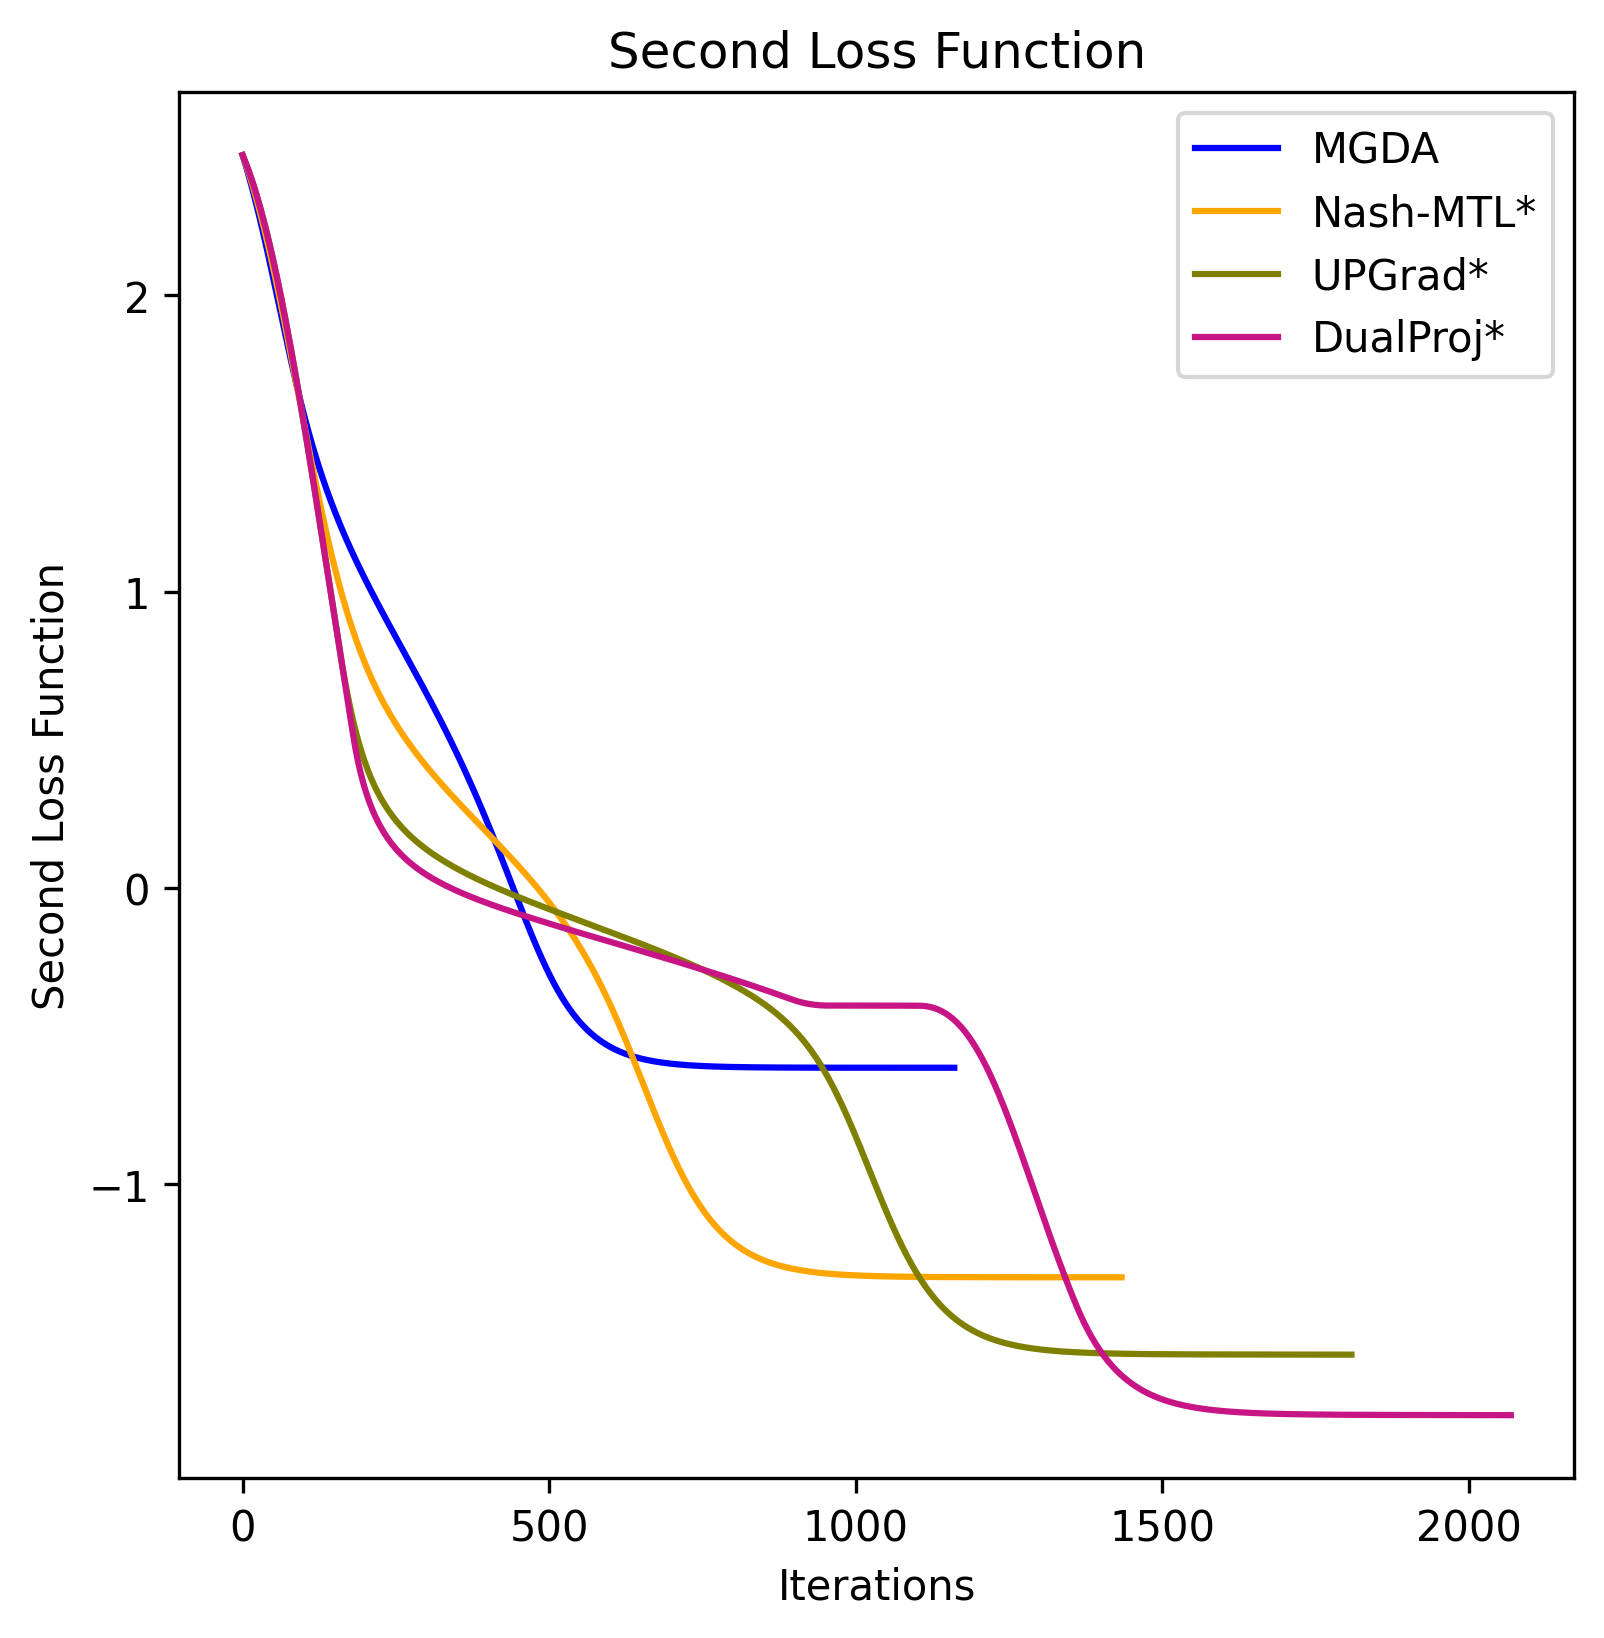 Second Loss Function
MGDA
Nash-MTL*
UPGrad*
DualProj*
Second Loss Function
2
1
0
−1
0 500 1000 1500 2000
Iterations